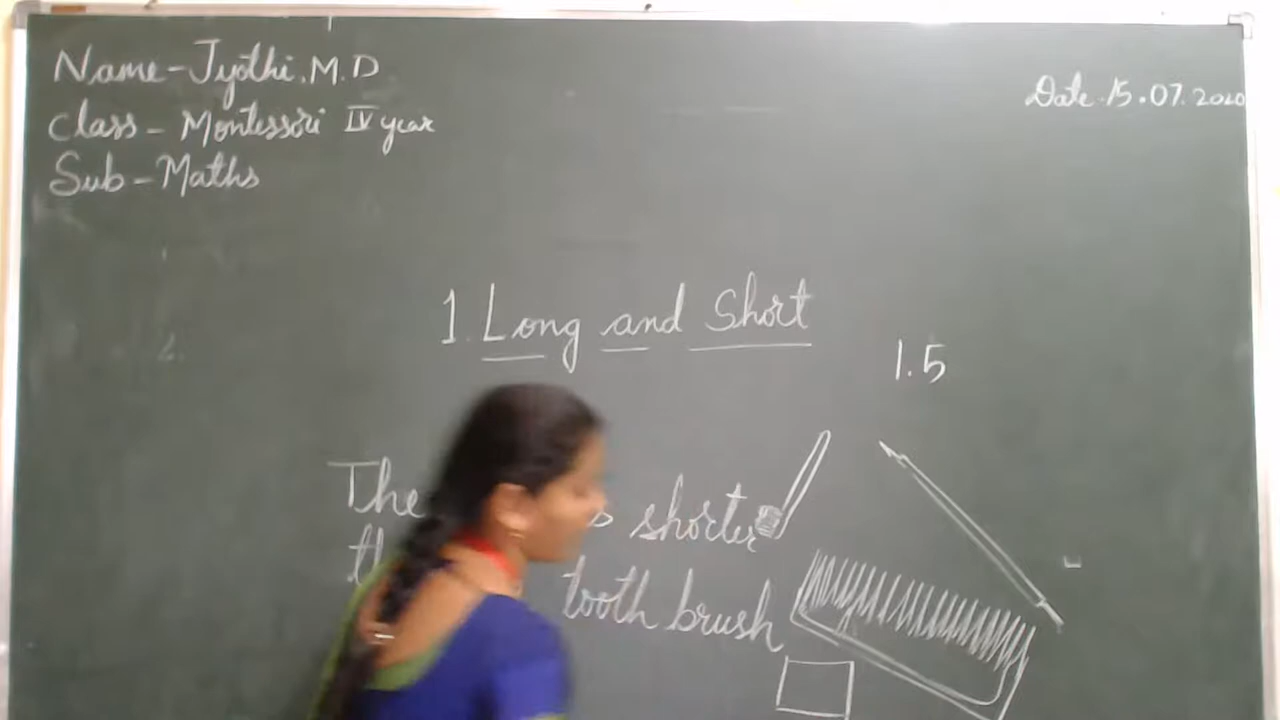 Name-Jyothi.M.D
Class - Montessori IV year
Sub-Maths
Date.15.07.2020
1. Long and Short
1.5
The shorter
tooth brush